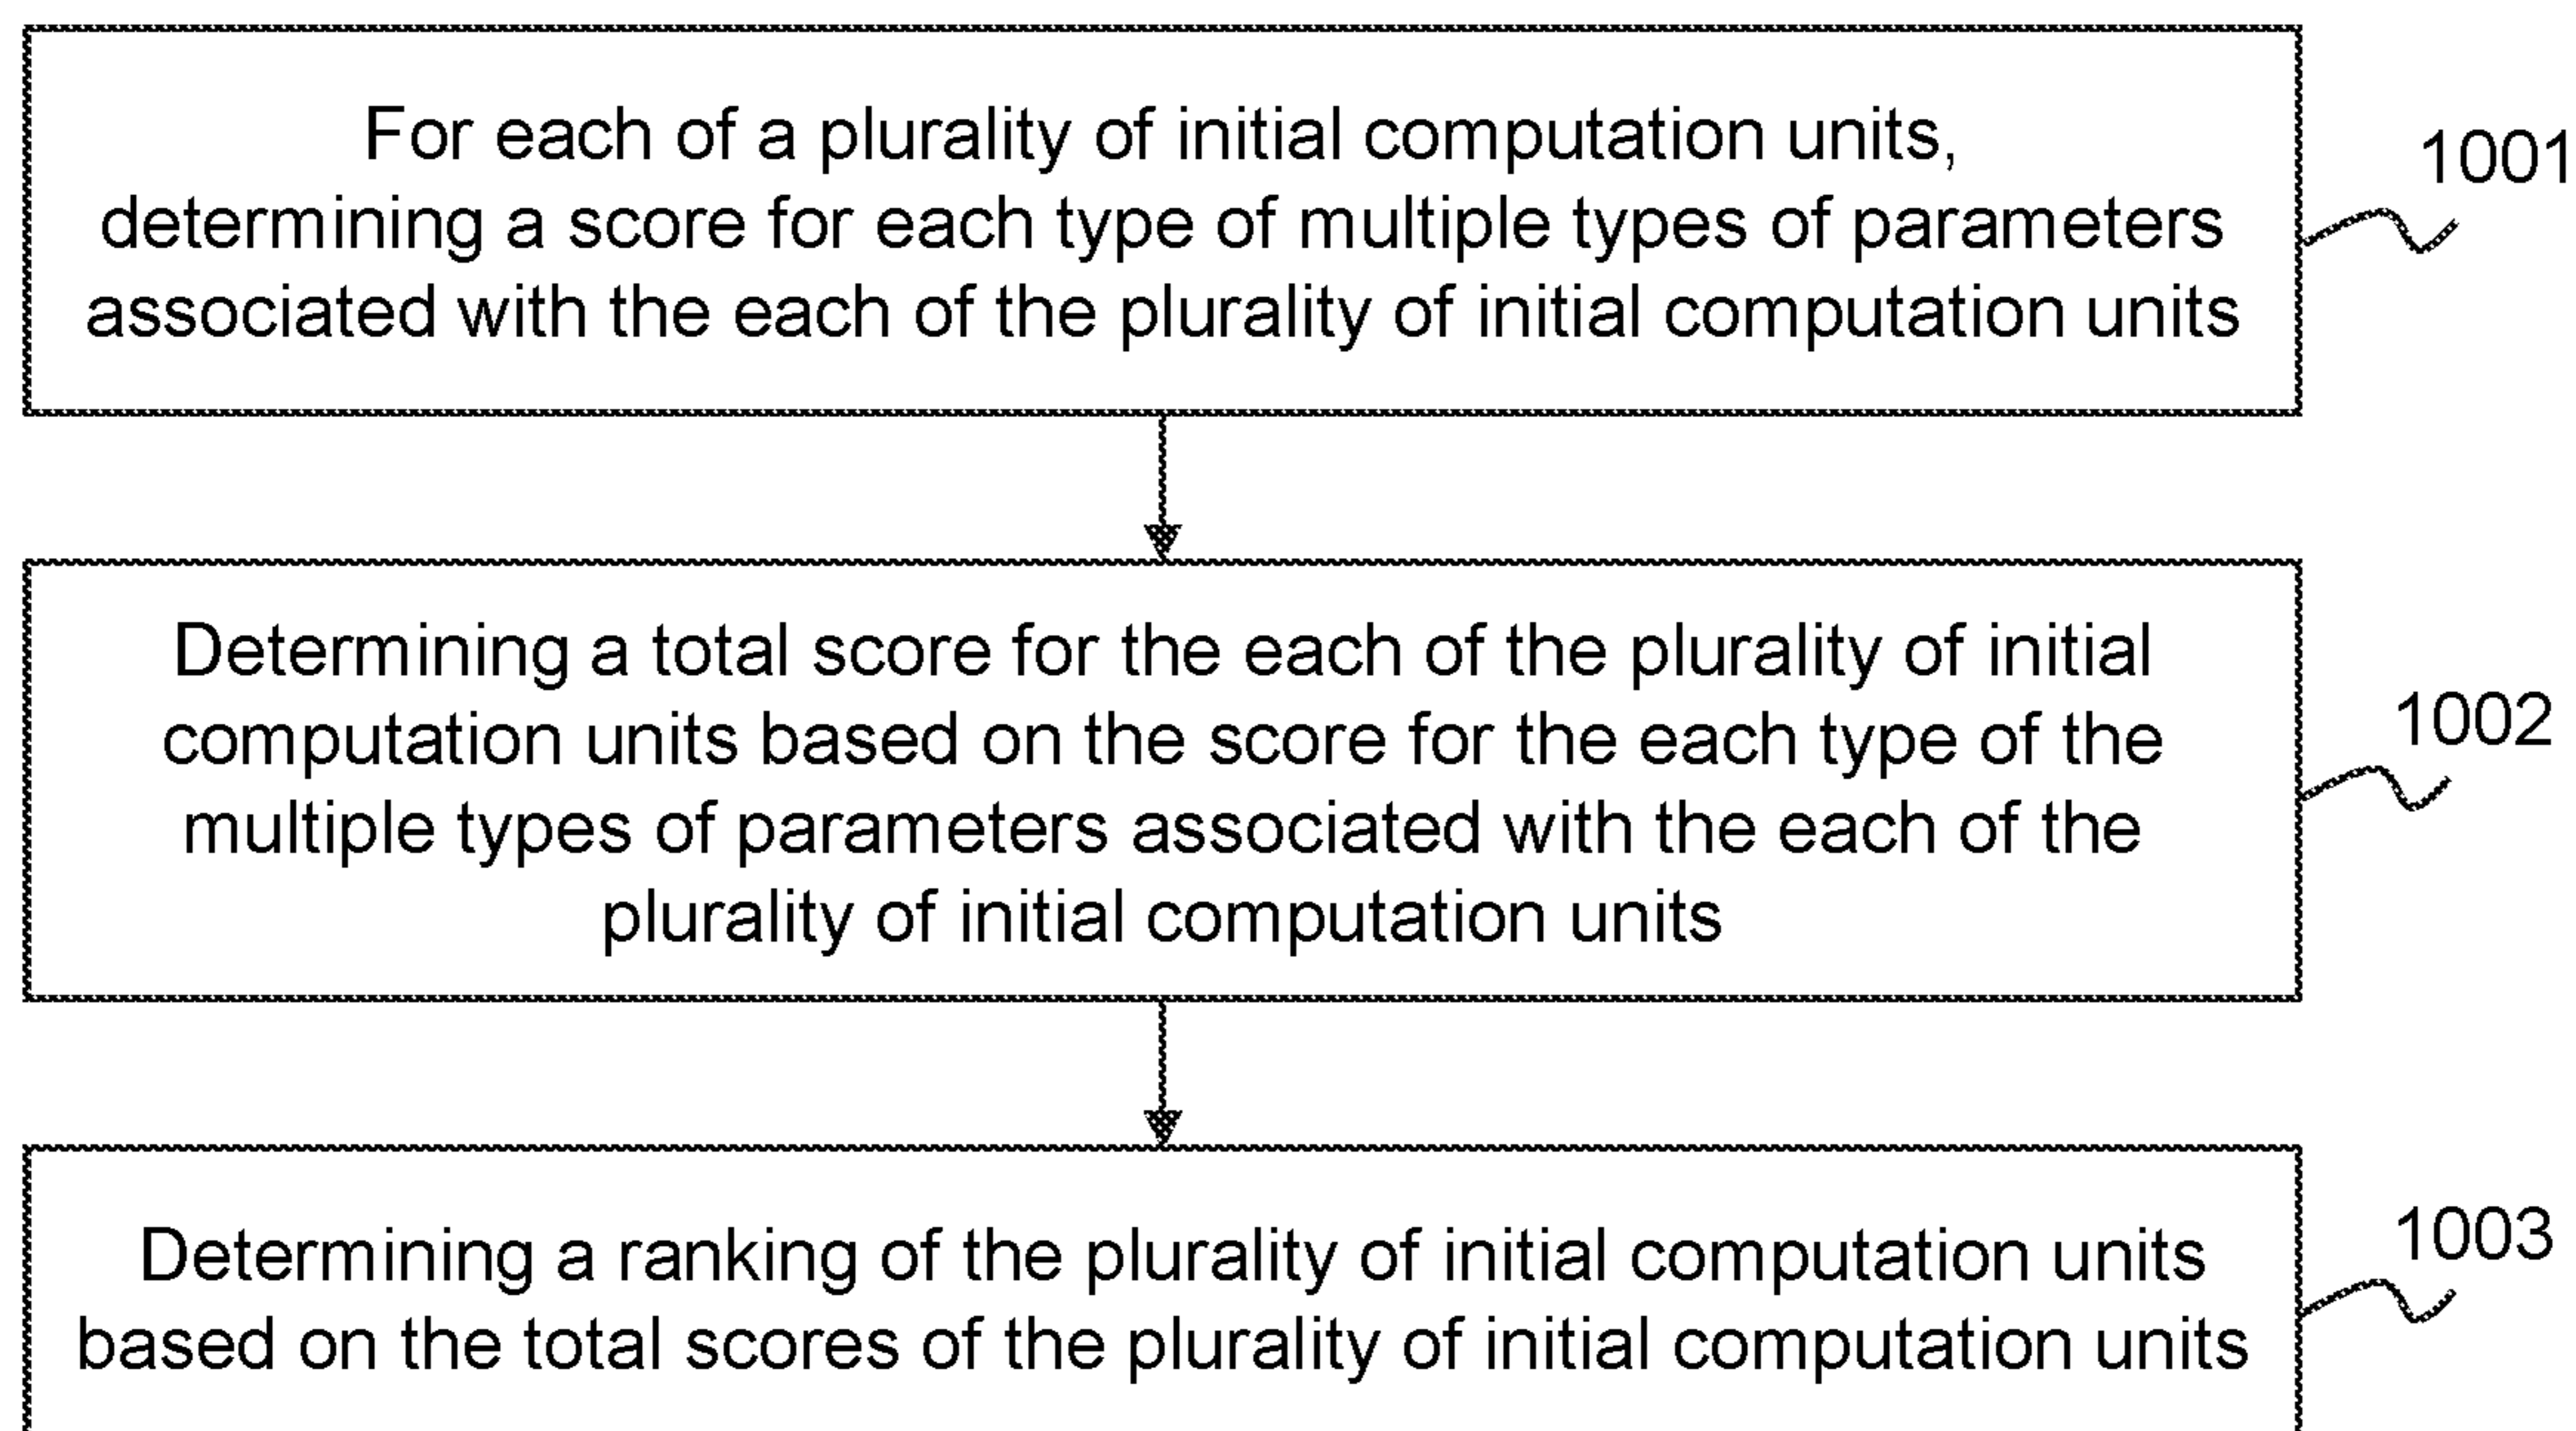 For each of a plurality of initial computation units,
determining a score for each type of multiple types of parameters
associated with the each of the plurality of initial computation units
1001
Determining a total score for the each of the plurality of initial
computation units based on the score for the each type of the
multiple types of parameters associated with the each of the
plurality of initial computation units
1002
Determining a ranking of the plurality of initial computation units
based on the total scores of the plurality of initial computation units
1003